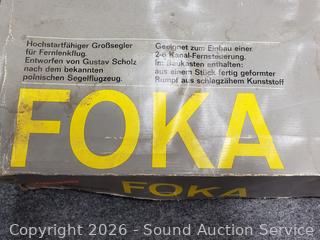 Hochstartfähiger Großsegler
für Fernlenkflug.
Entworfen von Gustav Scholz
nach dem bekannten
polnischen Segelflugzeug.
Geeignet zum Einbau einer
2-6 Kanal-Fernsteuerung.
Im Baukasten enthalten:
aus einem Stück fertig geformter
Rumpf aus schlagzähem Kunststoff
FOKA
FOKA
Copyright 2026 - Sound Auction Service